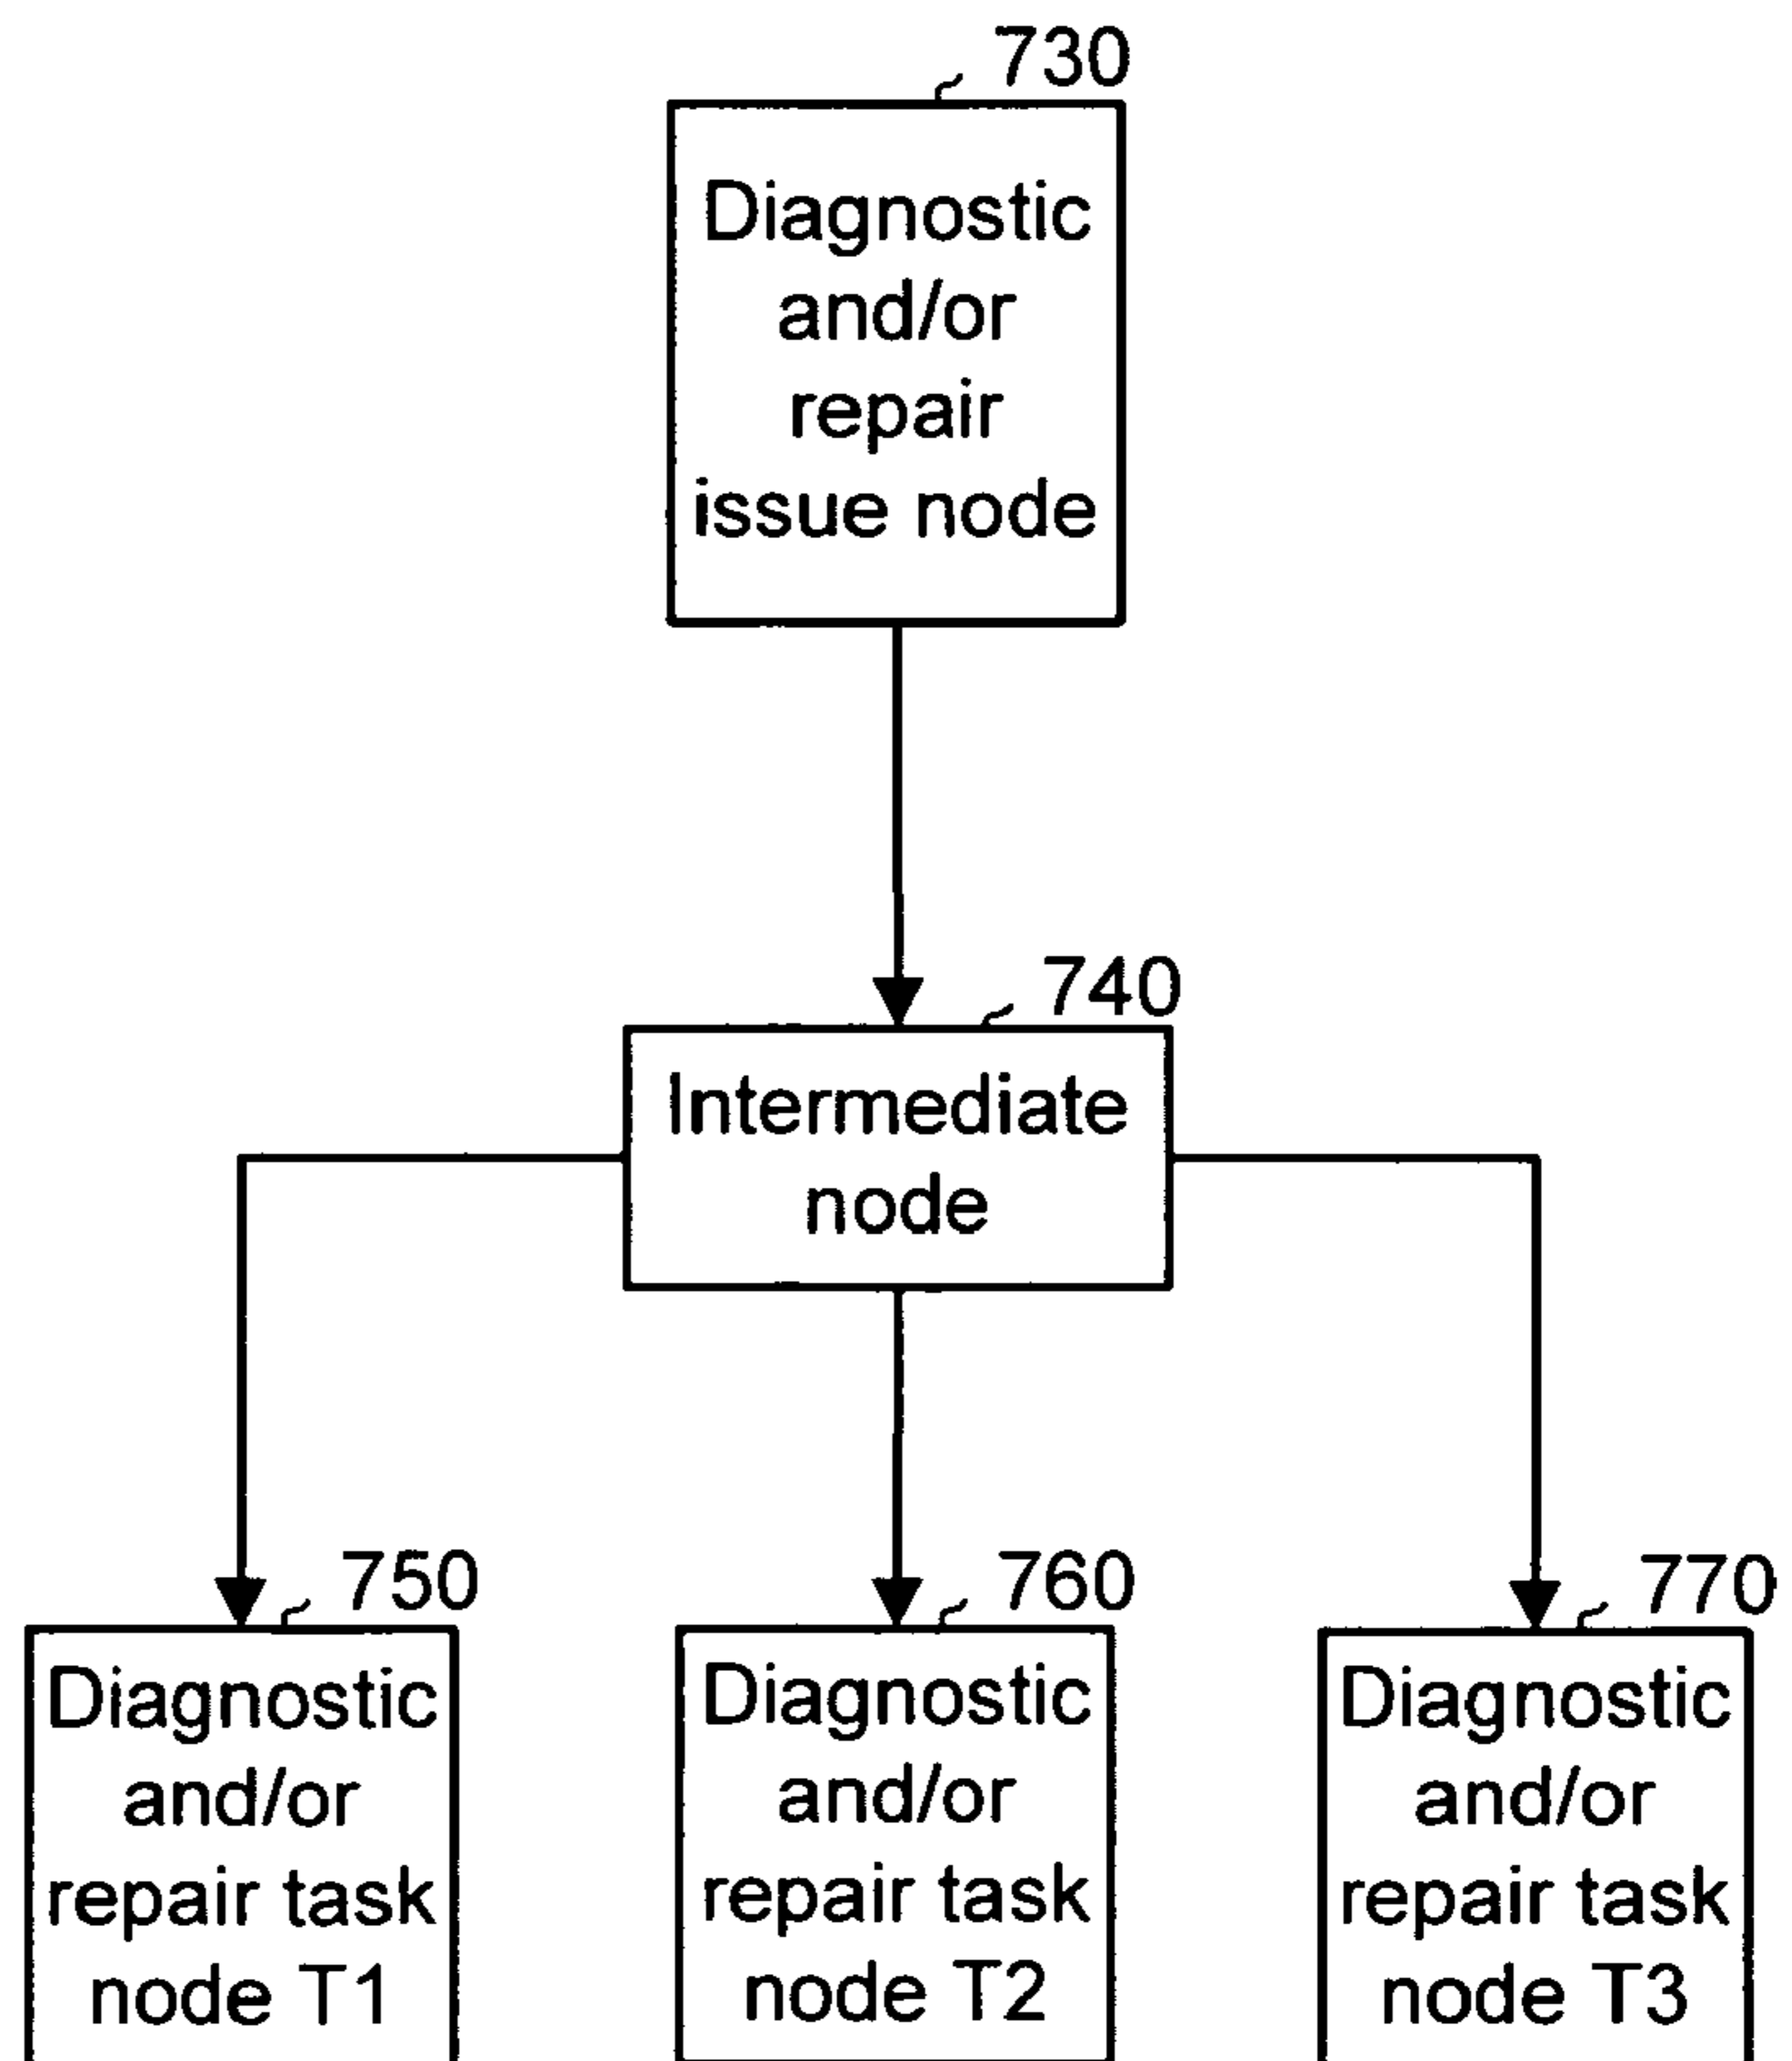 730
Diagnostic
and/or
repair
issue node
740
Intermediate
node
750
Diagnostic
and/or
repair task
node T1
760
Diagnostic
and/or
repair task
node T2
770
Diagnostic
and/or
repair task
node T3